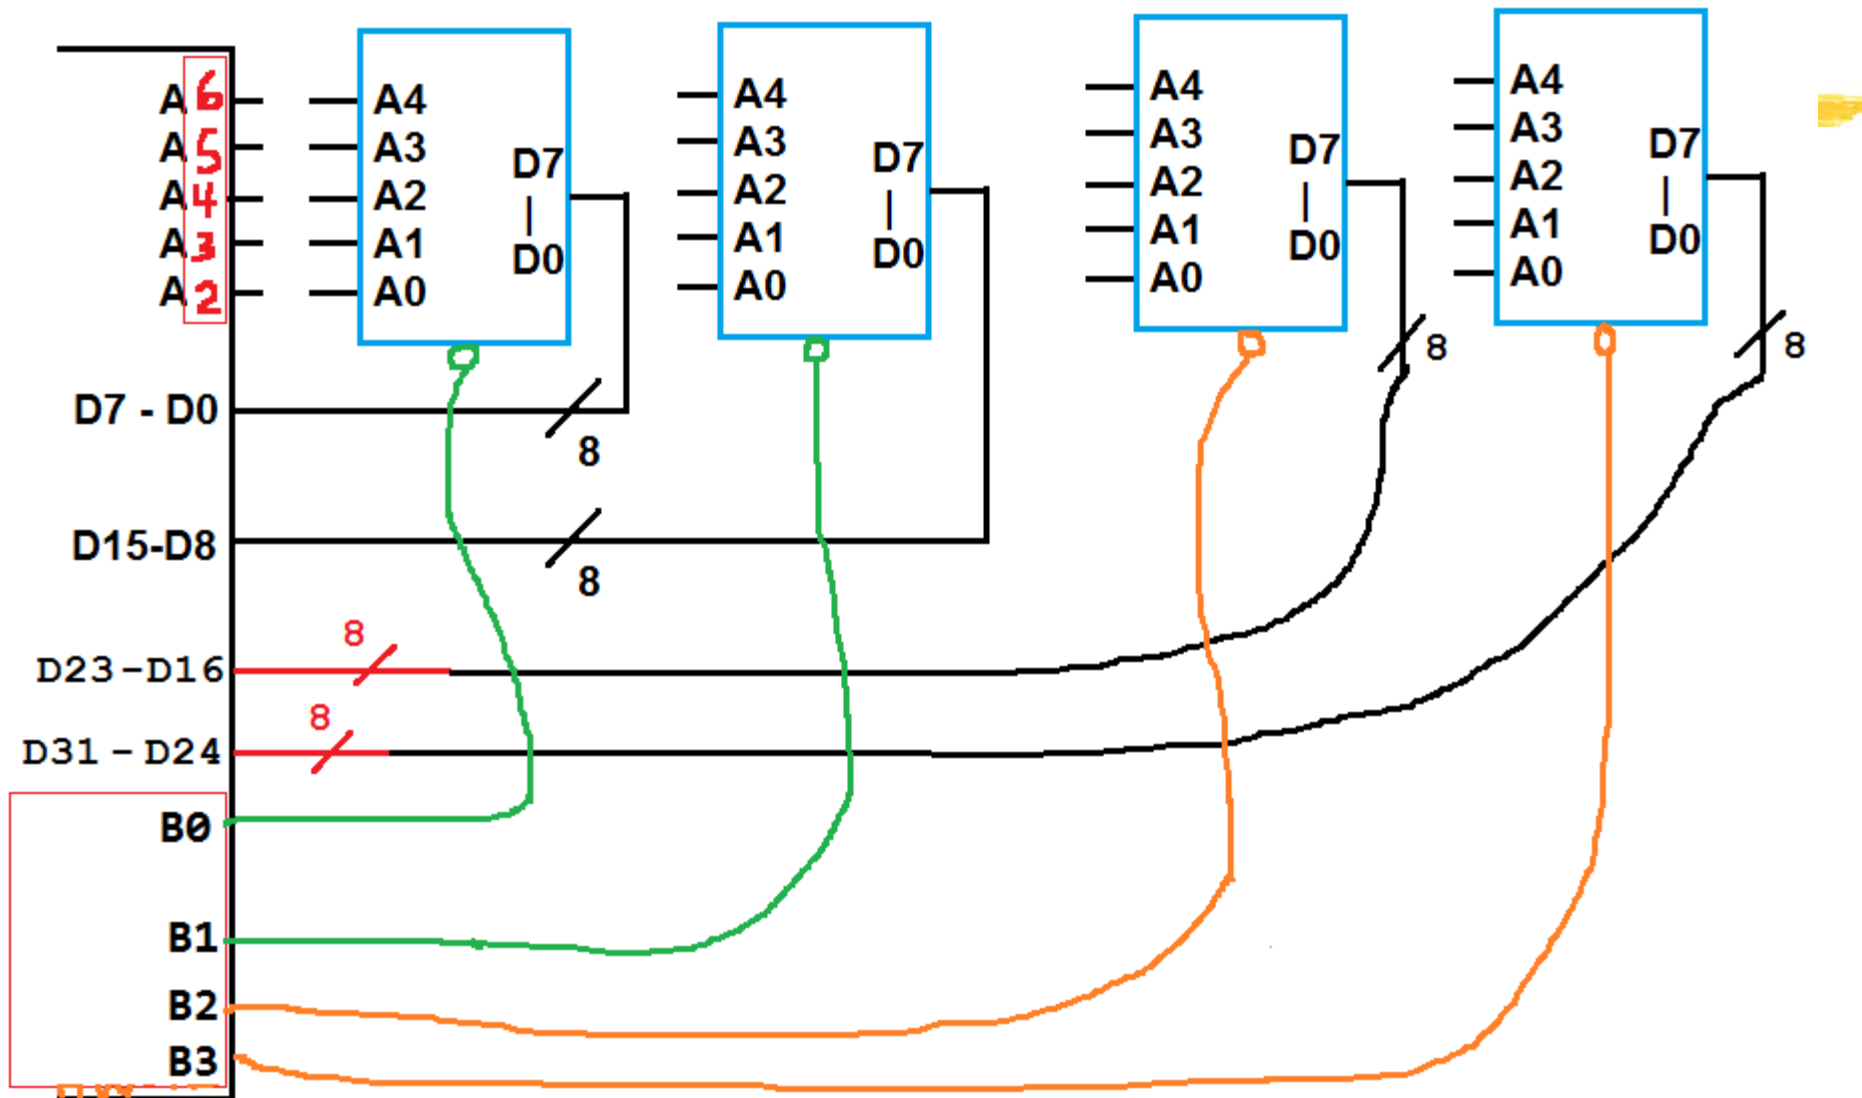 A6
A5
A4
A3
A2
A4
A3
A2
A1
A0
D7
|
D0
A4
A3
A2
A1
A0
D7
|
D0
A4
A3
A2
A1
A0
D7
|
D0
A4
A3
A2
A1
A0
D7
|
D0
8
8
D7 - D0
8
D15-D8
8
8
D23-D16
8
D31-D24
B0
B1
B2
B3